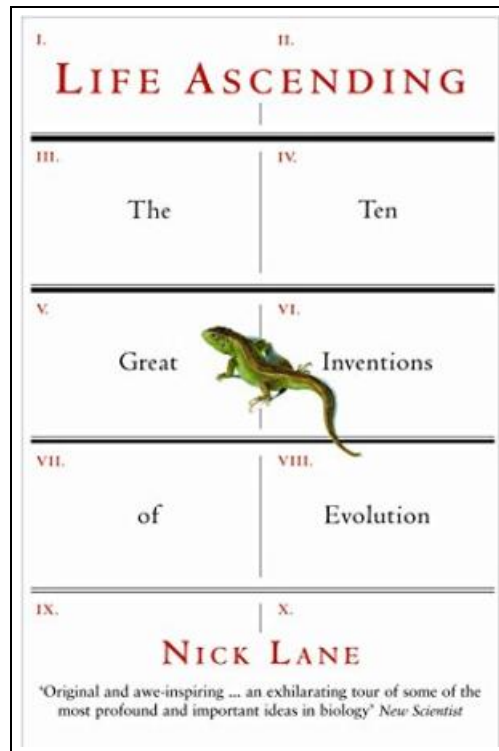 I. II.
LIFE ASCENDING
III. IV.
The Ten
V. VI.
Great Inventions
VII. VIII.
of Evolution
IX. X.
NICK LANE
'Original and awe-inspiring ... an exhilarating tour of some of the
most profound and important ideas in biology' New Scientist